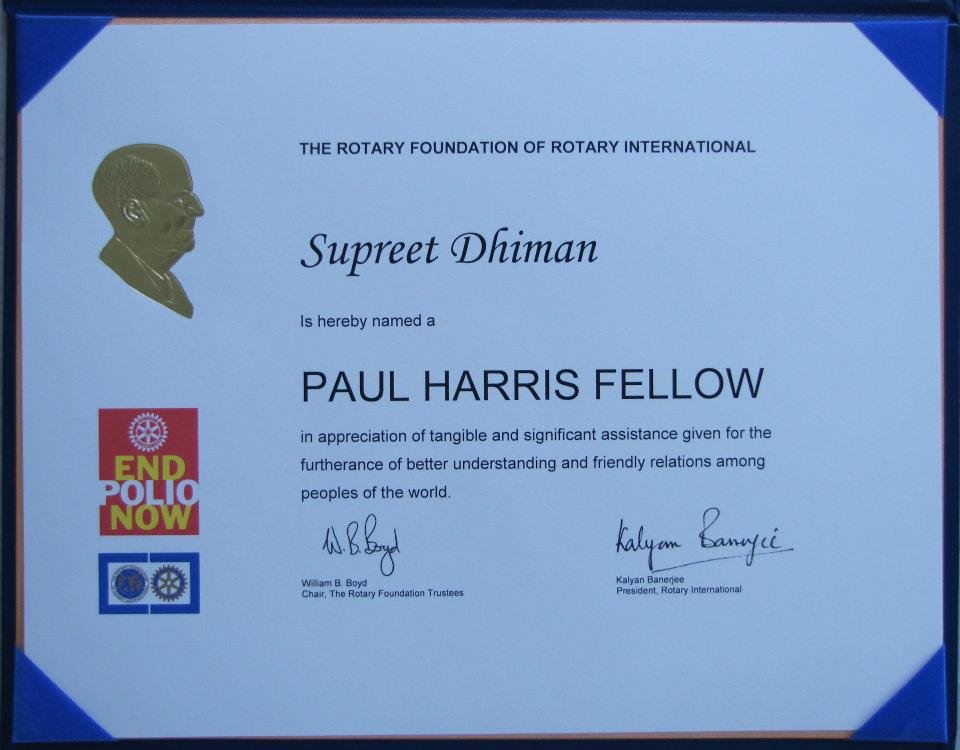 THE ROTARY FOUNDATION OF ROTARY INTERNATIONAL
Supreet Dhiman
Is hereby named a
PAUL HARRIS FELLOW
in appreciation of tangible and significant assistance given for the
furtherance of better understanding and friendly relations among
peoples of the world.
END
POLIO
NOW
W.B.Boyd
Kalyan Banerjee
William B. Boyd
Chair, The Rotary Foundation Trustees
Kalyan Banerjee
President, Rotary International